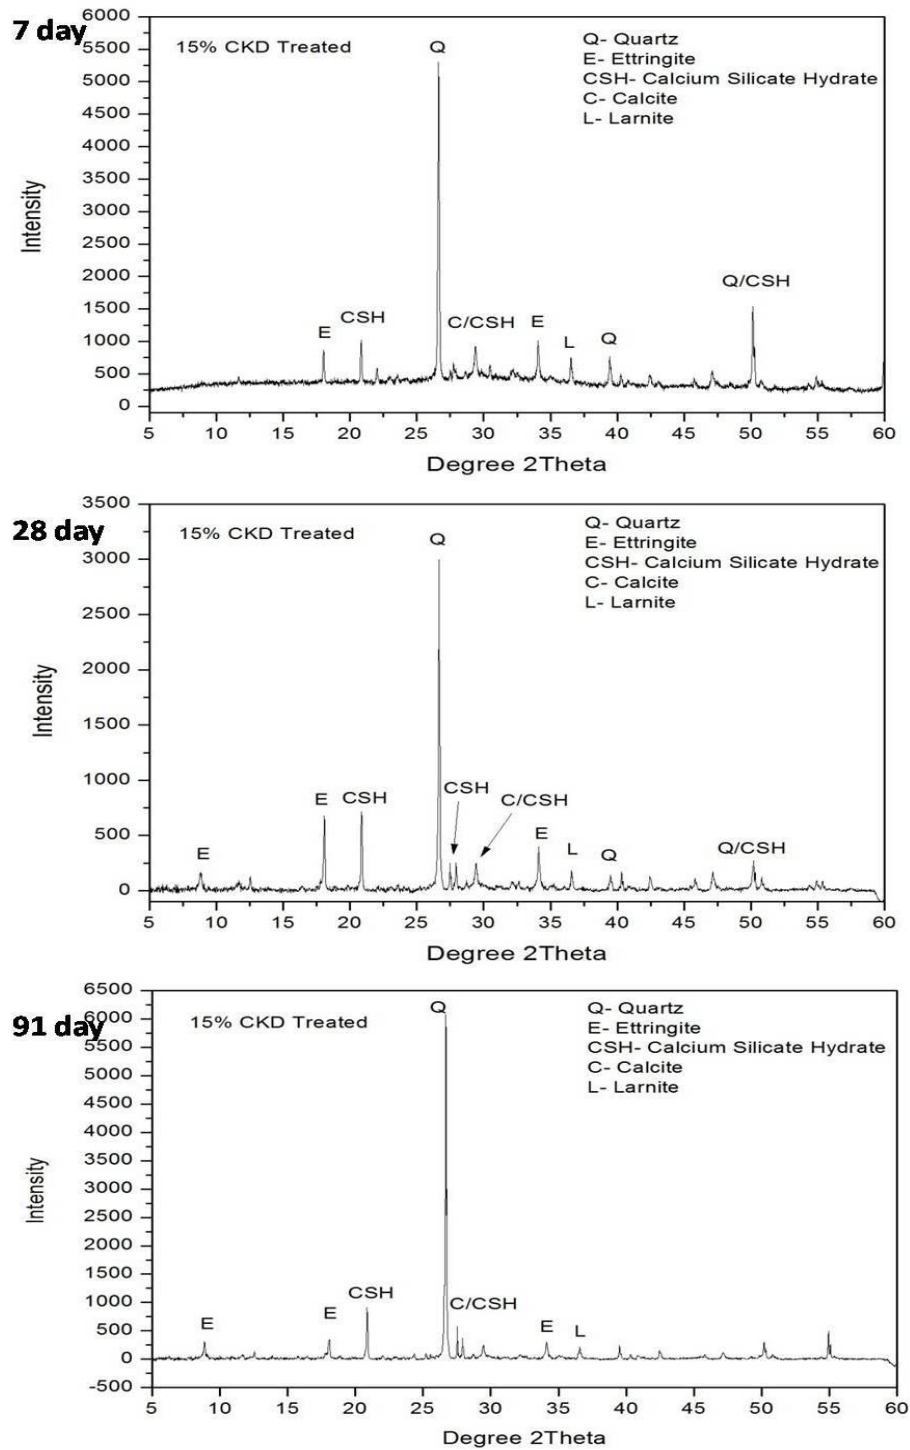 7 day
15% CKD Treated
Q- Quartz
E- Ettringite
CSH- Calcium Silicate Hydrate
C- Calcite
L- Larnite
Intensity
6000
5500
5000
4500
4000
3500
3000
2500
2000
1500
1000
500
0
E
CSH
Q
C/CSH
E
L
Q
Q/CSH
5 10 15 20 25 30 35 40 45 50 55 60
Degree 2Theta
28 day
15% CKD Treated
Q- Quartz
E- Ettringite
CSH- Calcium Silicate Hydrate
C- Calcite
L- Larnite
Intensity
3500
3000
2500
2000
1500
1000
500
0
E
E
CSH
Q
CSH
C/CSH
E
L
Q
Q/CSH
5 10 15 20 25 30 35 40 45 50 55 60
Degree 2Theta
91 day
15% CKD Treated
Q- Quartz
E- Ettringite
CSH- Calcium Silicate Hydrate
C- Calcite
L- Larnite
Intensity
6500
6000
5500
5000
4500
4000
3500
3000
2500
2000
1500
1000
500
0
-500
E
E
CSH
Q
C/CSH
E
L
5 10 15 20 25 30 35 40 45 50 55 60
Degree 2Theta